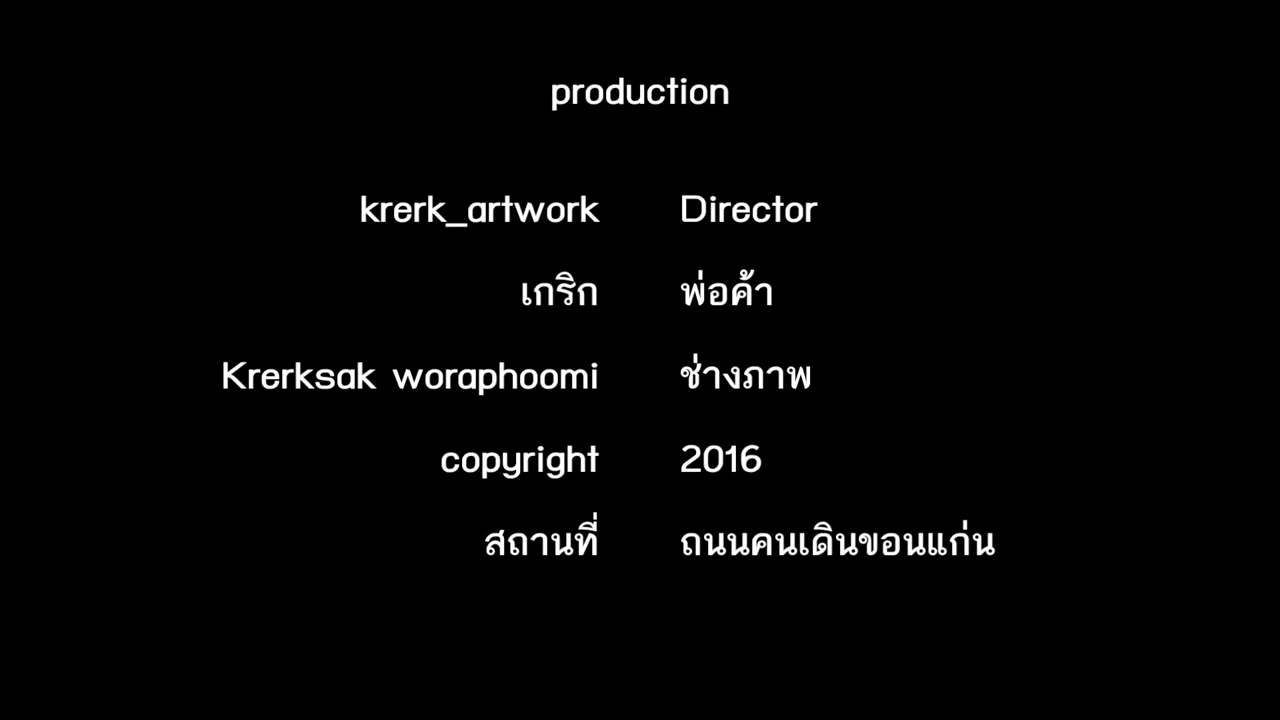 production
krerk_artwork Director
เกริก พ่อค้า
Krerksak woraphoomi ช่างภาพ
copyright 2016
สถานที่ ถนนคนเดินขอนแก่น